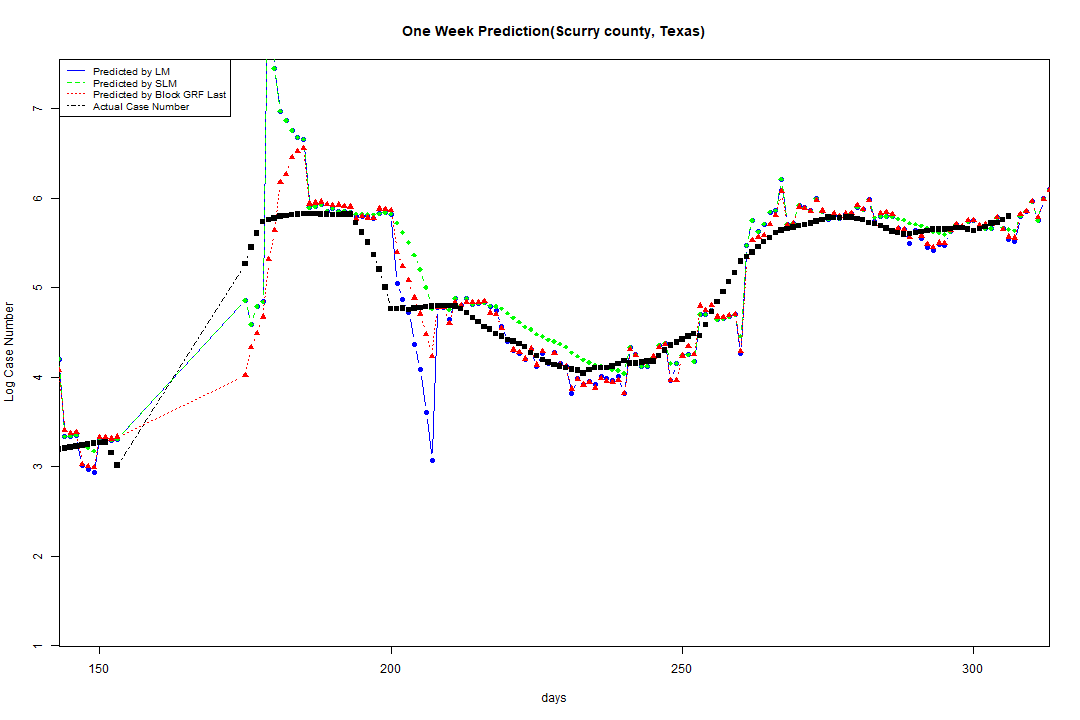 One Week Prediction(Scurry county, Texas)
Predicted by LM
Predicted by SLM
Predicted by Block GRF Last
Actual Case Number
Log Case Number
7
6
5
4
3
2
1
150
200
250
300
days